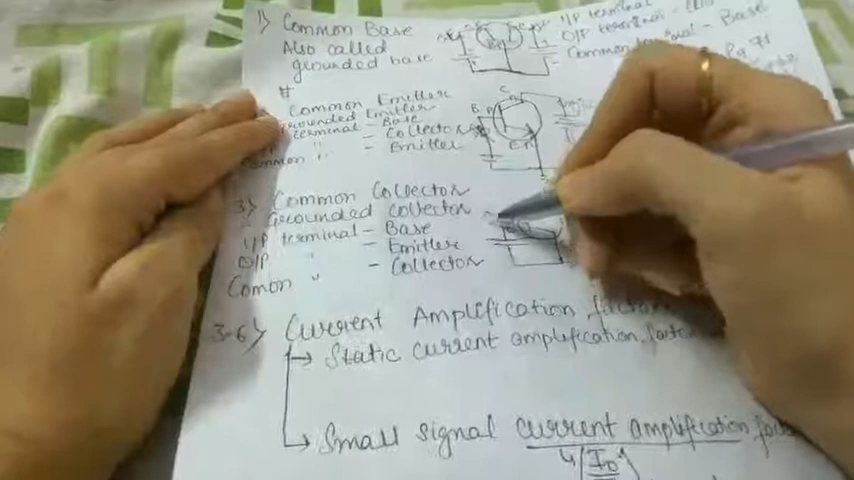 1) Common Base
Also called
grounded base
I/P terminal -
O/P terminal -
Common terminal - Base
#
Common Emitter
Grounded Emitter
terminal - Base
- Collector
Common " - Emitter
3) Common Collector
Grounded Collector
I/P terminal - Base
O/P " - Emitter
Comon " - Collector
3.6) Current Amplification factor
→ Static current amplification factor
→ Small signal current amplification fact